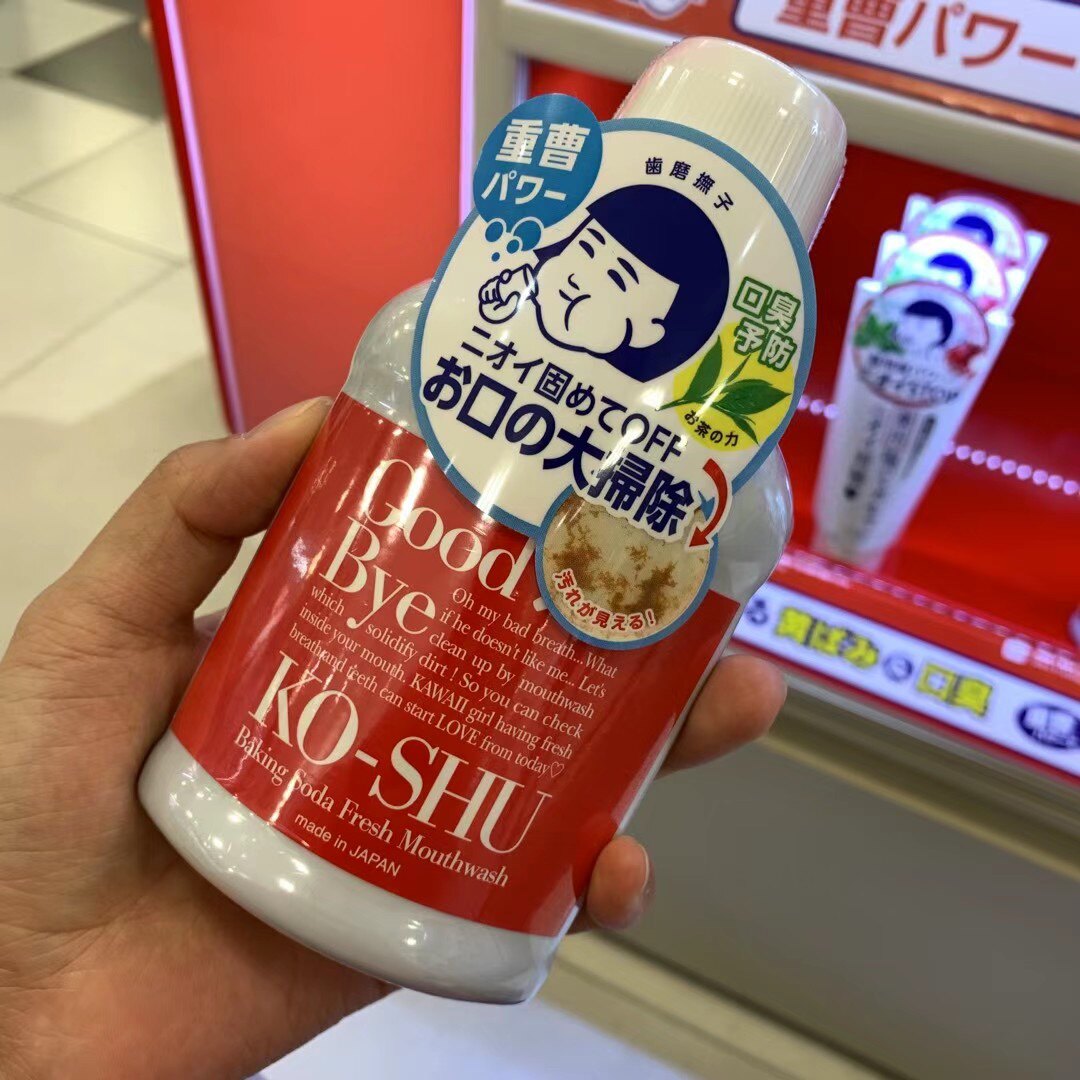 重曹
パワー
歯磨撫子
口臭
予防
お茶の力
ニオイ固めてOFF
お口の大掃除
汚れが見える!
Good
Bye
Oh my bad breath... What
if he doesn't like me.. Let's
clean up by mouthwash
which solidify dirt ! So you can check
inside your mouth. KAWAII girl having fresh
breath and teeth can start LOVE from today♡
KO-SHU
Baking Soda Fresh Mouthwash
made in JAPAN
重曹パワー
る 黄ばみ に 口臭